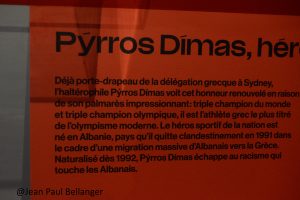 Pýrros Dímas, hér
Déjà porte-drapeau de la délégation grecque à Sydney,
l'haltérophile Pýrros Dímas voit cet honneur renouvelé en raison
de son palmarès impressionnant: triple champion du monde
et triple champion olympique, il est l'athlète grec le plus titré
de l'olympisme moderne. Le héros sportif de la nation est
né en Albanie, pays qu'il quitte clandestinement en 1991 dans
le cadre d'une migration massive d'Albanais vers la Grèce.
Naturalisé dès 1992, Pýrros Dímas échappe au racisme qui
touche les Albanais.
@Jean Paul Bellanger